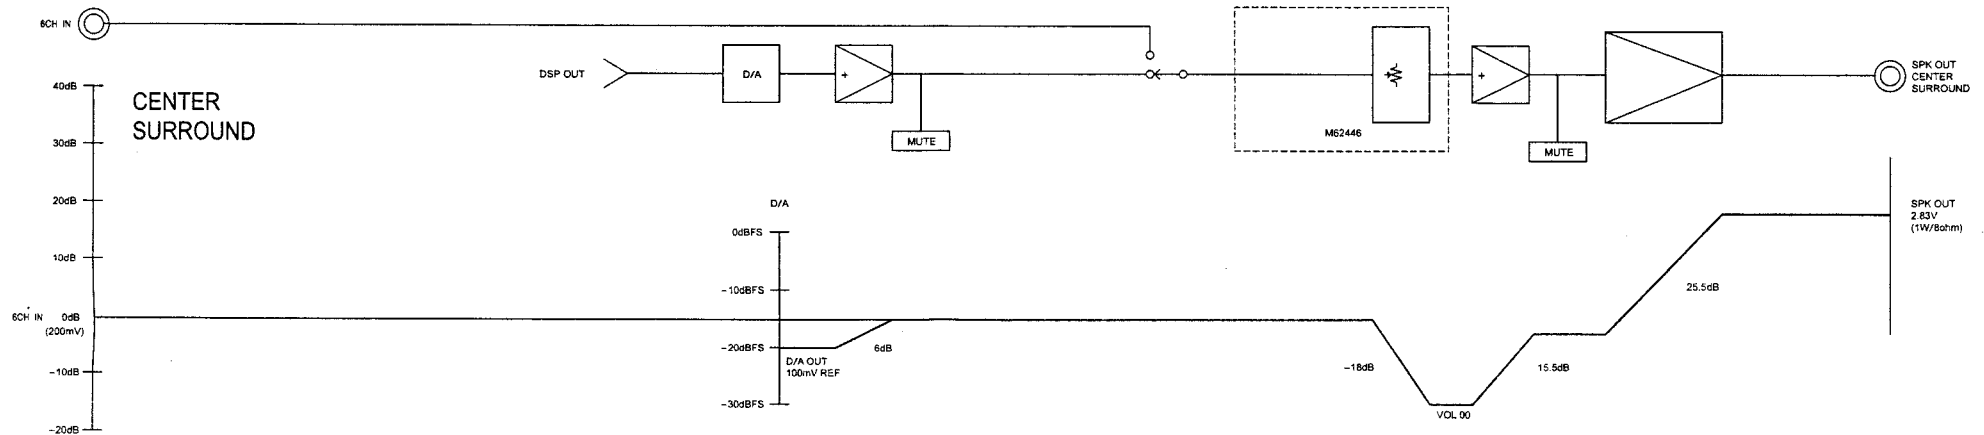 6CH IN
DSP OUT
D/A
MUTE
M62446
MUTE
SPK OUT
CENTER
SURROUND
CENTER
SURROUND
40dB
30dB
20dB
10dB
6CH IN 0dB
(200mV)
-10dB
-20dB
D/A
0dBFS
-10dBFS
-20dBFS
-30dBFS
D/A OUT
100mV REF
6dB
-18dB
VOL 90
15.5dB
25.5dB
SPK OUT
2.83V
(1W/8ohm)